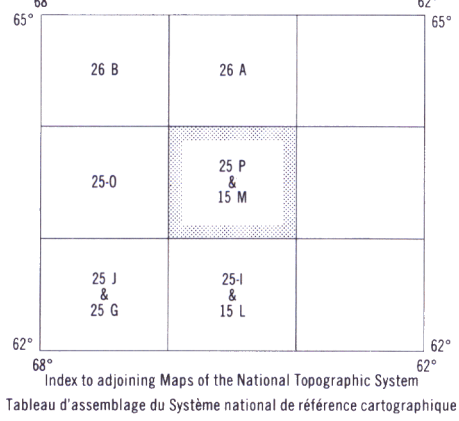 68°
62°
65°
65°
26 B
26 A
25-O
25 P
&
15 M
25 J
&
25 G
25-I
&
15 L
62°
62°
68°
62°
Index to adjoining Maps of the National Topographic System
Tableau d'assemblage du Système national de référence cartographique